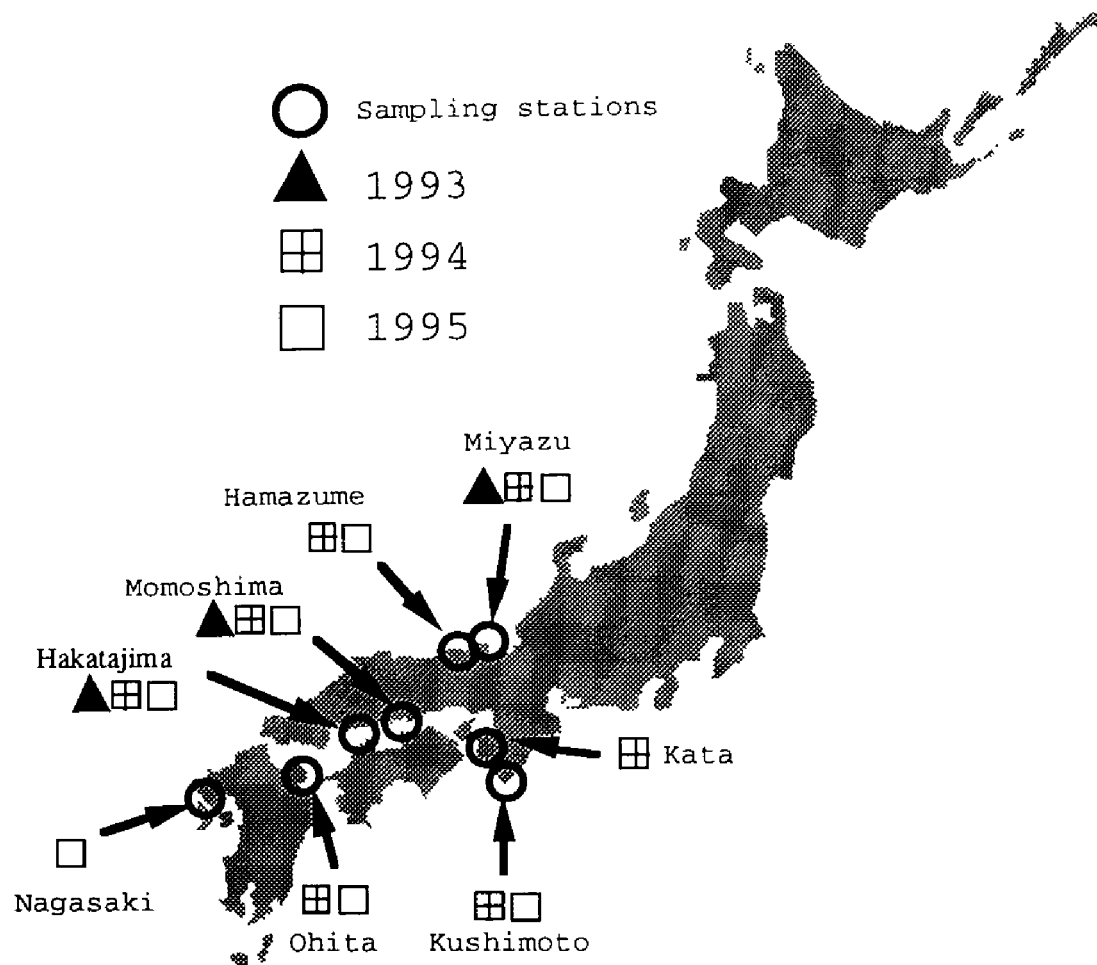 Sampling stations
1993
1994
1995
Miyazu
Hamazume
Momoshima
Hakatajima
Kata
Nagasaki
Ohita
Kushimoto